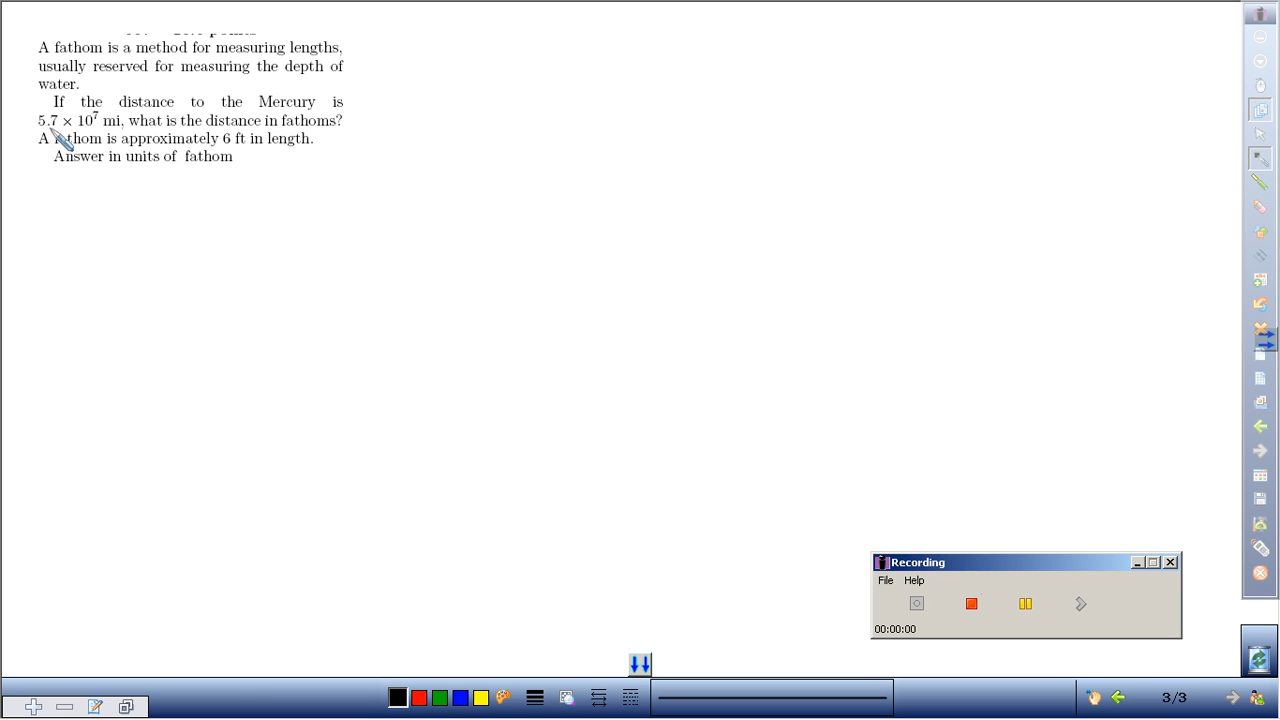 A fathom is a method for measuring lengths,
usually reserved for measuring the depth of
water.
If the distance to the Mercury is
5.7 × 10⁷ mi, what is the distance in fathoms?
A fathom is approximately 6 ft in length.
Answer in units of fathom
Recording
File Help
00:00:00
3/3